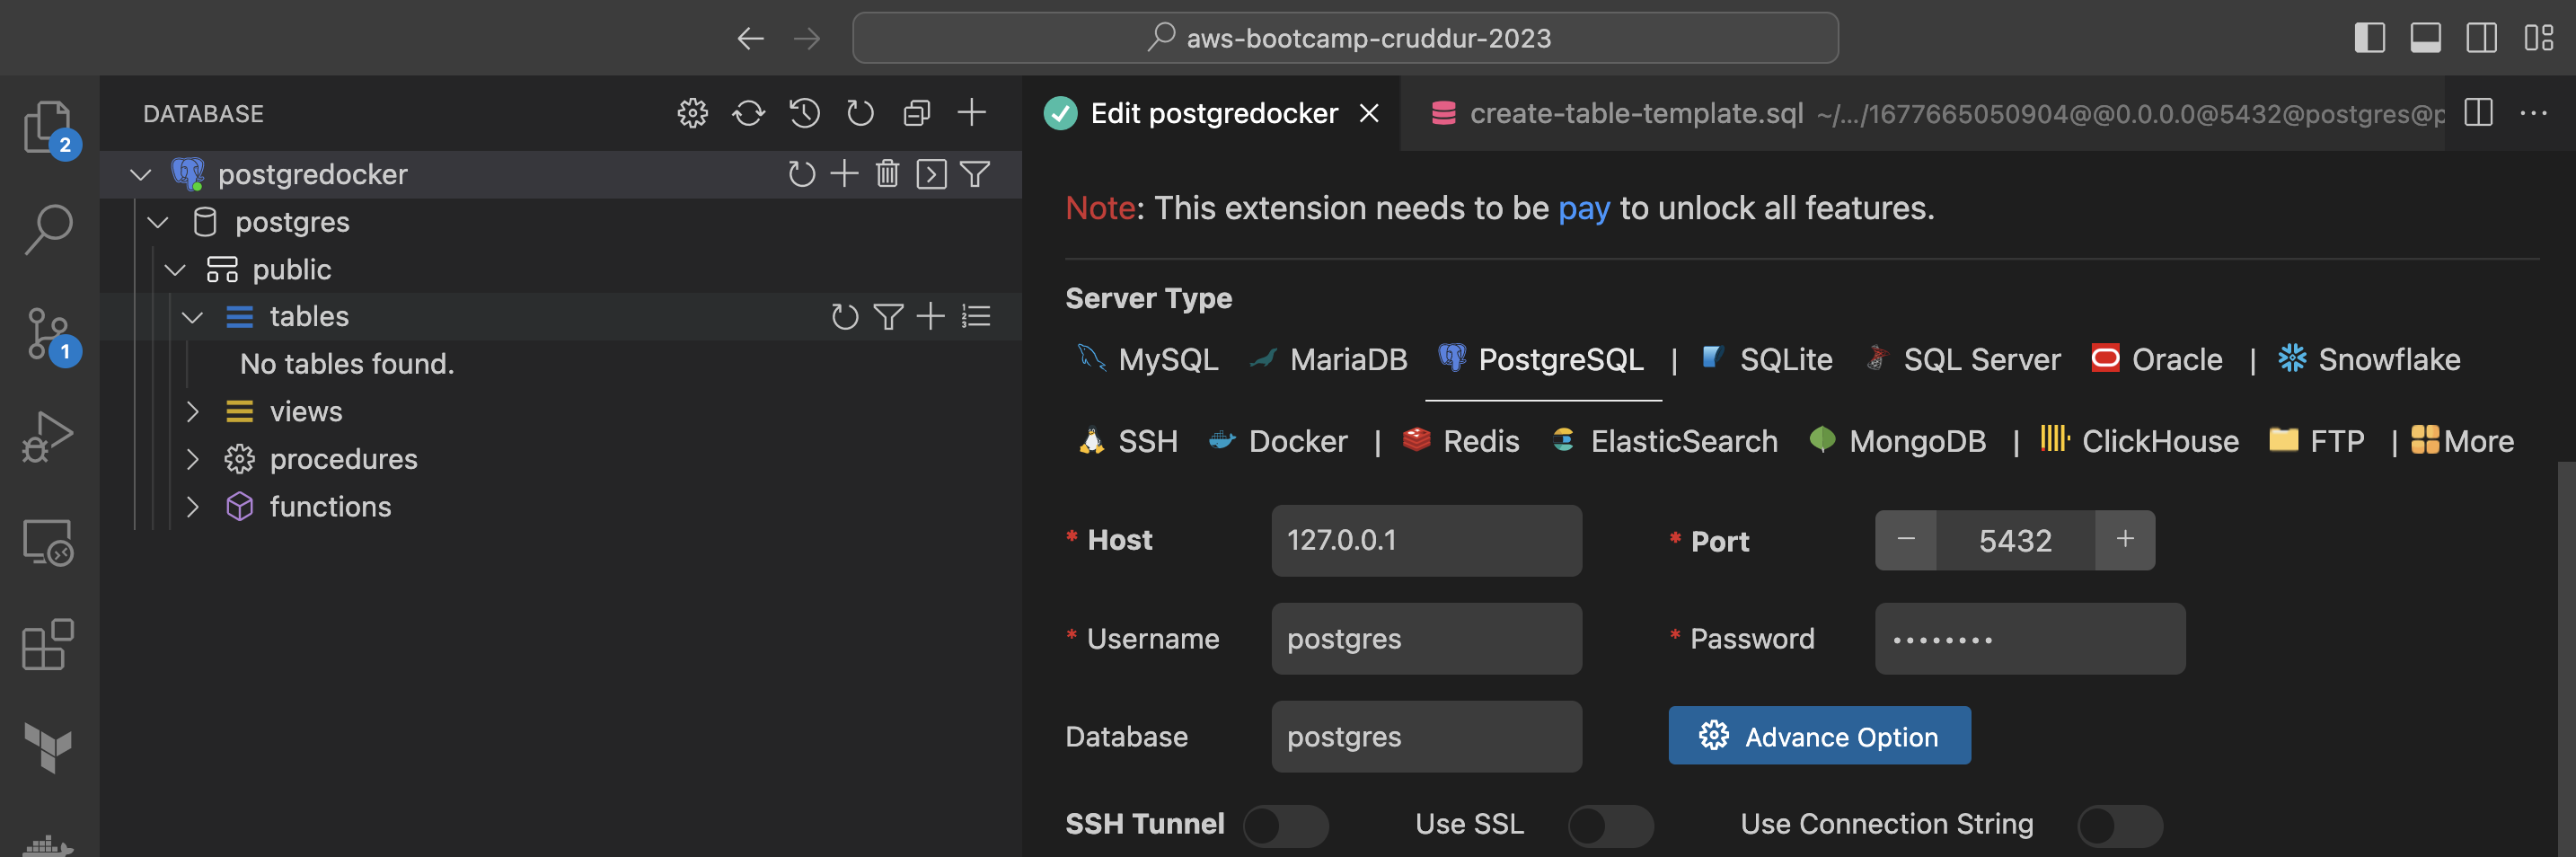 aws-bootcamp-cruddur-2023
DATABASE
Edit postgredocker
create-table-template.sql ~/.../1677665050904@@0.0.0.0@5432@postgres@p
2
postgredocker
postgres
public
tables
No tables found.
views
procedures
functions
1
Note: This extension needs to be pay to unlock all features.
Server Type
MySQL MariaDB PostgreSQL | SQLite SQL Server Oracle | Snowflake
SSH Docker | Redis ElasticSearch MongoDB | ClickHouse FTP | More
* Host 127.0.0.1 * Port − 5432 +
* Username postgres * Password ••••••••
Database postgres Advance Option
SSH Tunnel Use SSL Use Connection String